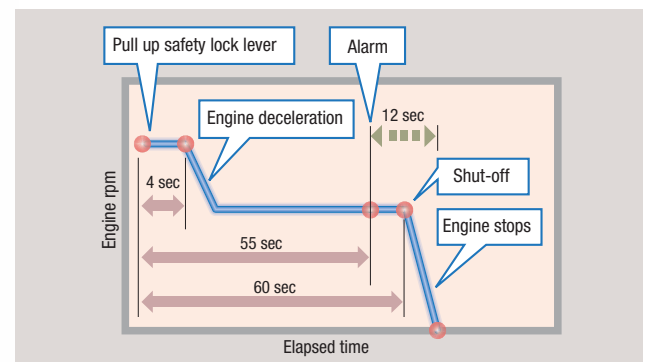 Pull up safety lock lever
Alarm
Engine deceleration
12 sec
4 sec
Shut-off
Engine stops
55 sec
60 sec
Engine rpm
Elapsed time